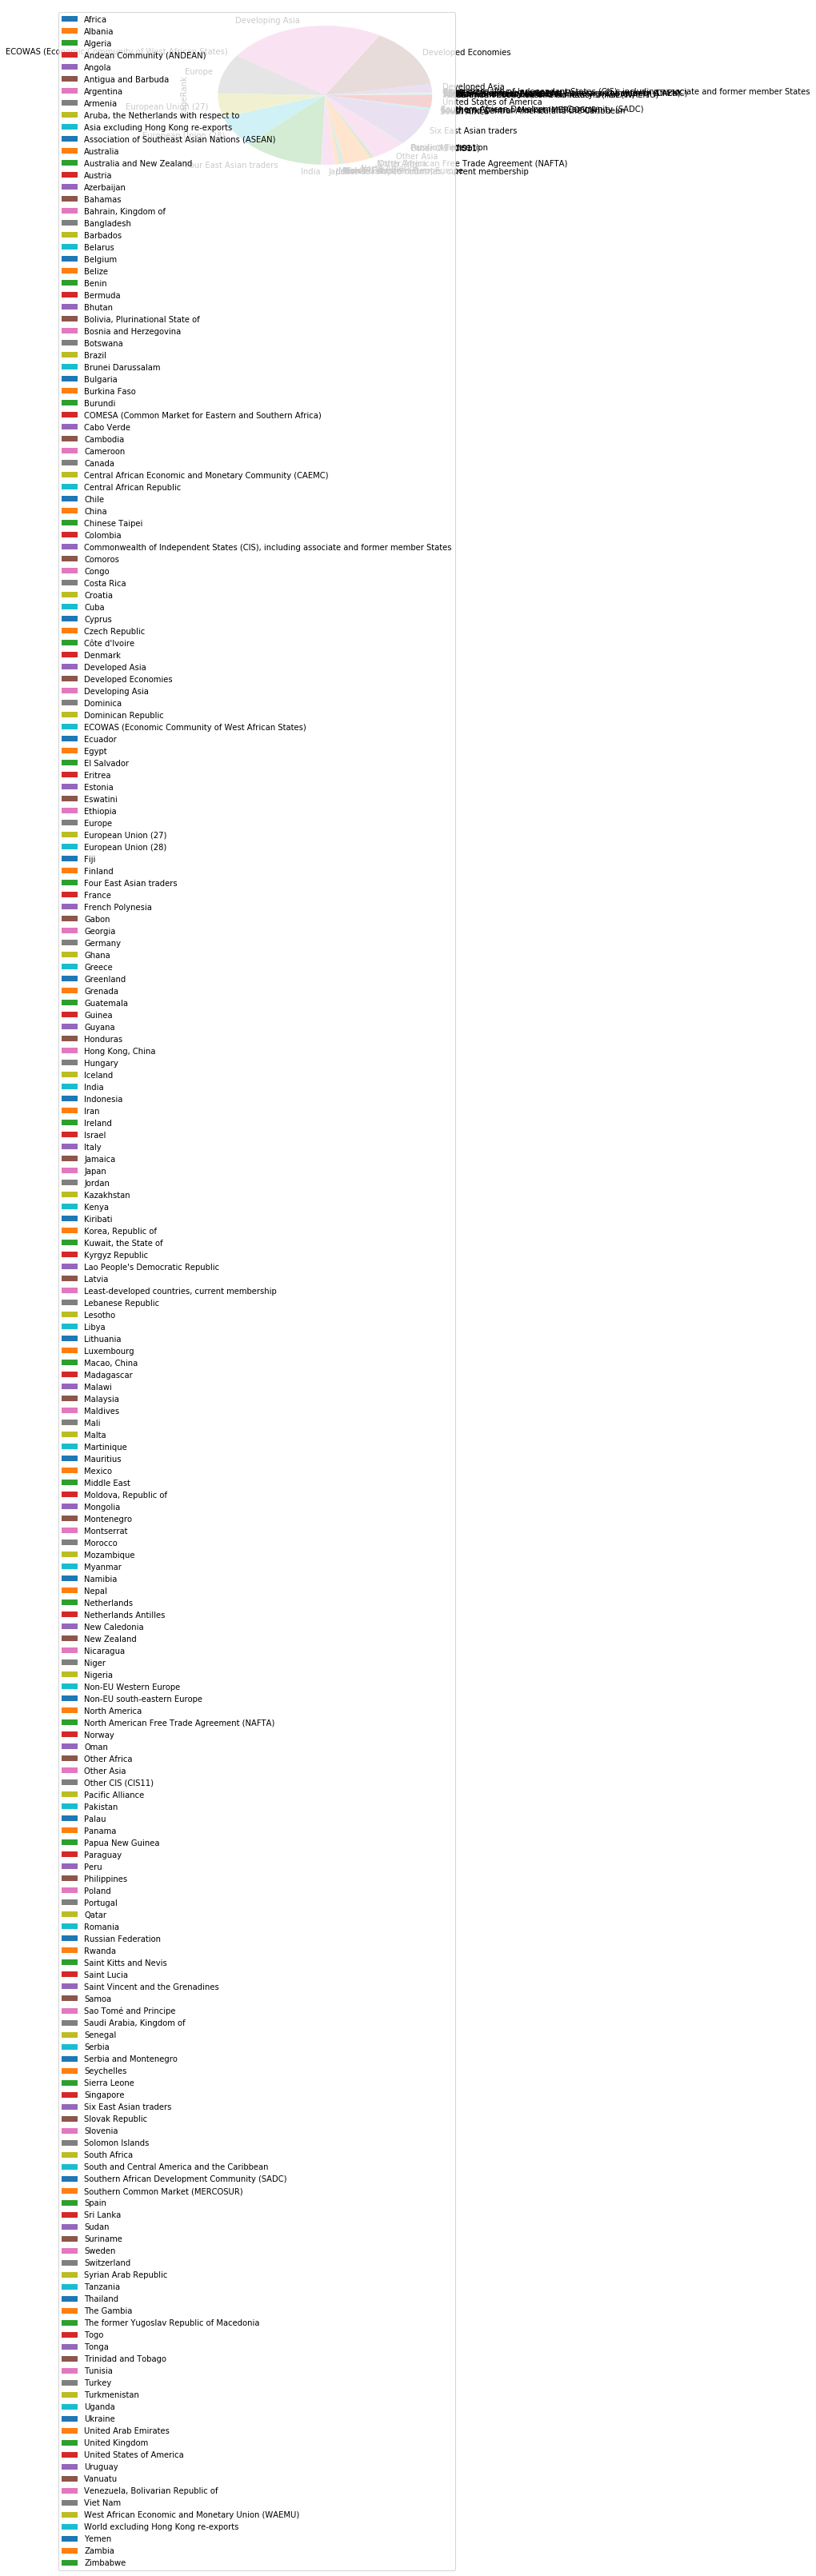 Africa
Albania
Algeria
Andean Community (ANDEAN)
Angola
Antigua and Barbuda
Argentina
Armenia
Aruba, the Netherlands with respect to
Asia excluding Hong Kong re-exports
Association of Southeast Asian Nations (ASEAN)
Australia
Australia and New Zealand
Austria
Azerbaijan
Bahamas
Bahrain, Kingdom of
Bangladesh
Barbados
Belarus
Belgium
Belize
Benin
Bermuda
Bhutan
Bolivia, Plurinational State of
Bosnia and Herzegovina
Botswana
Brazil
Brunei Darussalam
Bulgaria
Burkina Faso
Burundi
COMESA (Common Market for Eastern and Southern Africa)
Cabo Verde
Cambodia
Cameroon
Canada
Central African Economic and Monetary Community (CAEMC)
Central African Republic
Chile
China
Chinese Taipei
Colombia
Commonwealth of Independent States (CIS), including associate and former member States
Comoros
Congo
Costa Rica
Croatia
Cuba
Cyprus
Czech Republic
Côte d'Ivoire
Denmark
Developed Asia
Developed Economies
Developing Asia
Dominica
Dominican Republic
ECOWAS (Economic Community of West African States)
Ecuador
Egypt
El Salvador
Eritrea
Estonia
Eswatini
Ethiopia
Europe
European Union (27)
European Union (28)
Fiji
Finland
Four East Asian traders
France
French Polynesia
Gabon
Georgia
Germany
Ghana
Greece
Greenland
Grenada
Guatemala
Guinea
Guyana
Honduras
Hong Kong, China
Hungary
Iceland
India
Indonesia
Iran
Ireland
Israel
Italy
Jamaica
Japan
Jordan
Kazakhstan
Kenya
Kiribati
Korea, Republic of
Kuwait, the State of
Kyrgyz Republic
Lao People's Democratic Republic
Latvia
Least-developed countries, current membership
Lebanese Republic
Lesotho
Libya
Lithuania
Luxembourg
Macao, China
Madagascar
Malawi
Malaysia
Maldives
Mali
Malta
Martinique
Mauritius
Mexico
Middle East
Moldova, Republic of
Mongolia
Montenegro
Montserrat
Morocco
Mozambique
Myanmar
Namibia
Nepal
Netherlands
Netherlands Antilles
New Caledonia
New Zealand
Nicaragua
Niger
Nigeria
Non-EU Western Europe
Non-EU south-eastern Europe
North America
North American Free Trade Agreement (NAFTA)
Norway
Oman
Other Africa
Other Asia
Other CIS (CIS11)
Pacific Alliance
Pakistan
Palau
Panama
Papua New Guinea
Paraguay
Peru
Philippines
Poland
Portugal
Qatar
Romania
Russian Federation
Rwanda
Saint Kitts and Nevis
Saint Lucia
Saint Vincent and the Grenadines
Samoa
Sao Tomé and Principe
Saudi Arabia, Kingdom of
Senegal
Serbia
Serbia and Montenegro
Seychelles
Sierra Leone
Singapore
Six East Asian traders
Slovak Republic
Slovenia
Solomon Islands
South Africa
South and Central America and the Caribbean
Southern African Development Community (SADC)
Southern Common Market (MERCOSUR)
Spain
Sri Lanka
Sudan
Suriname
Sweden
Switzerland
Syrian Arab Republic
Tanzania
Thailand
The Gambia
The former Yugoslav Republic of Macedonia
Togo
Tonga
Trinidad and Tobago
Tunisia
Turkey
Turkmenistan
Uganda
Ukraine
United Arab Emirates
United Kingdom
United States of America
Uruguay
Vanuatu
Venezuela, Bolivarian Republic of
Viet Nam
West African Economic and Monetary Union (WAEMU)
World excluding Hong Kong re-exports
Yemen
Zambia
Zimbabwe
Developing Asia
Developed Economies
ECOWAS (Economic Community of West African States)
Europe
Developed Asia
European Union (27)
United States of America
Six East Asian traders
Other Asia
Four East Asian traders
India